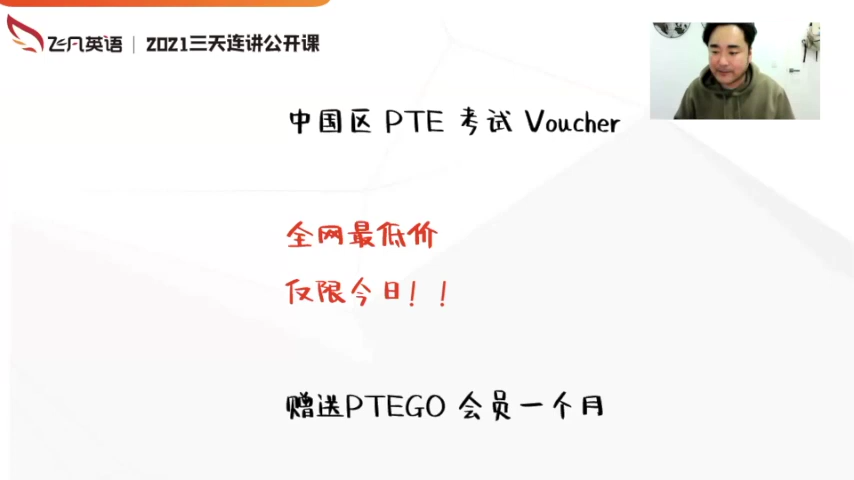 飞凡英语 | 2021三天连讲公开课
中国区 PTE 考试 Voucher
全网最低价
仅限今日！！
赠送PTEGO 会员一个月